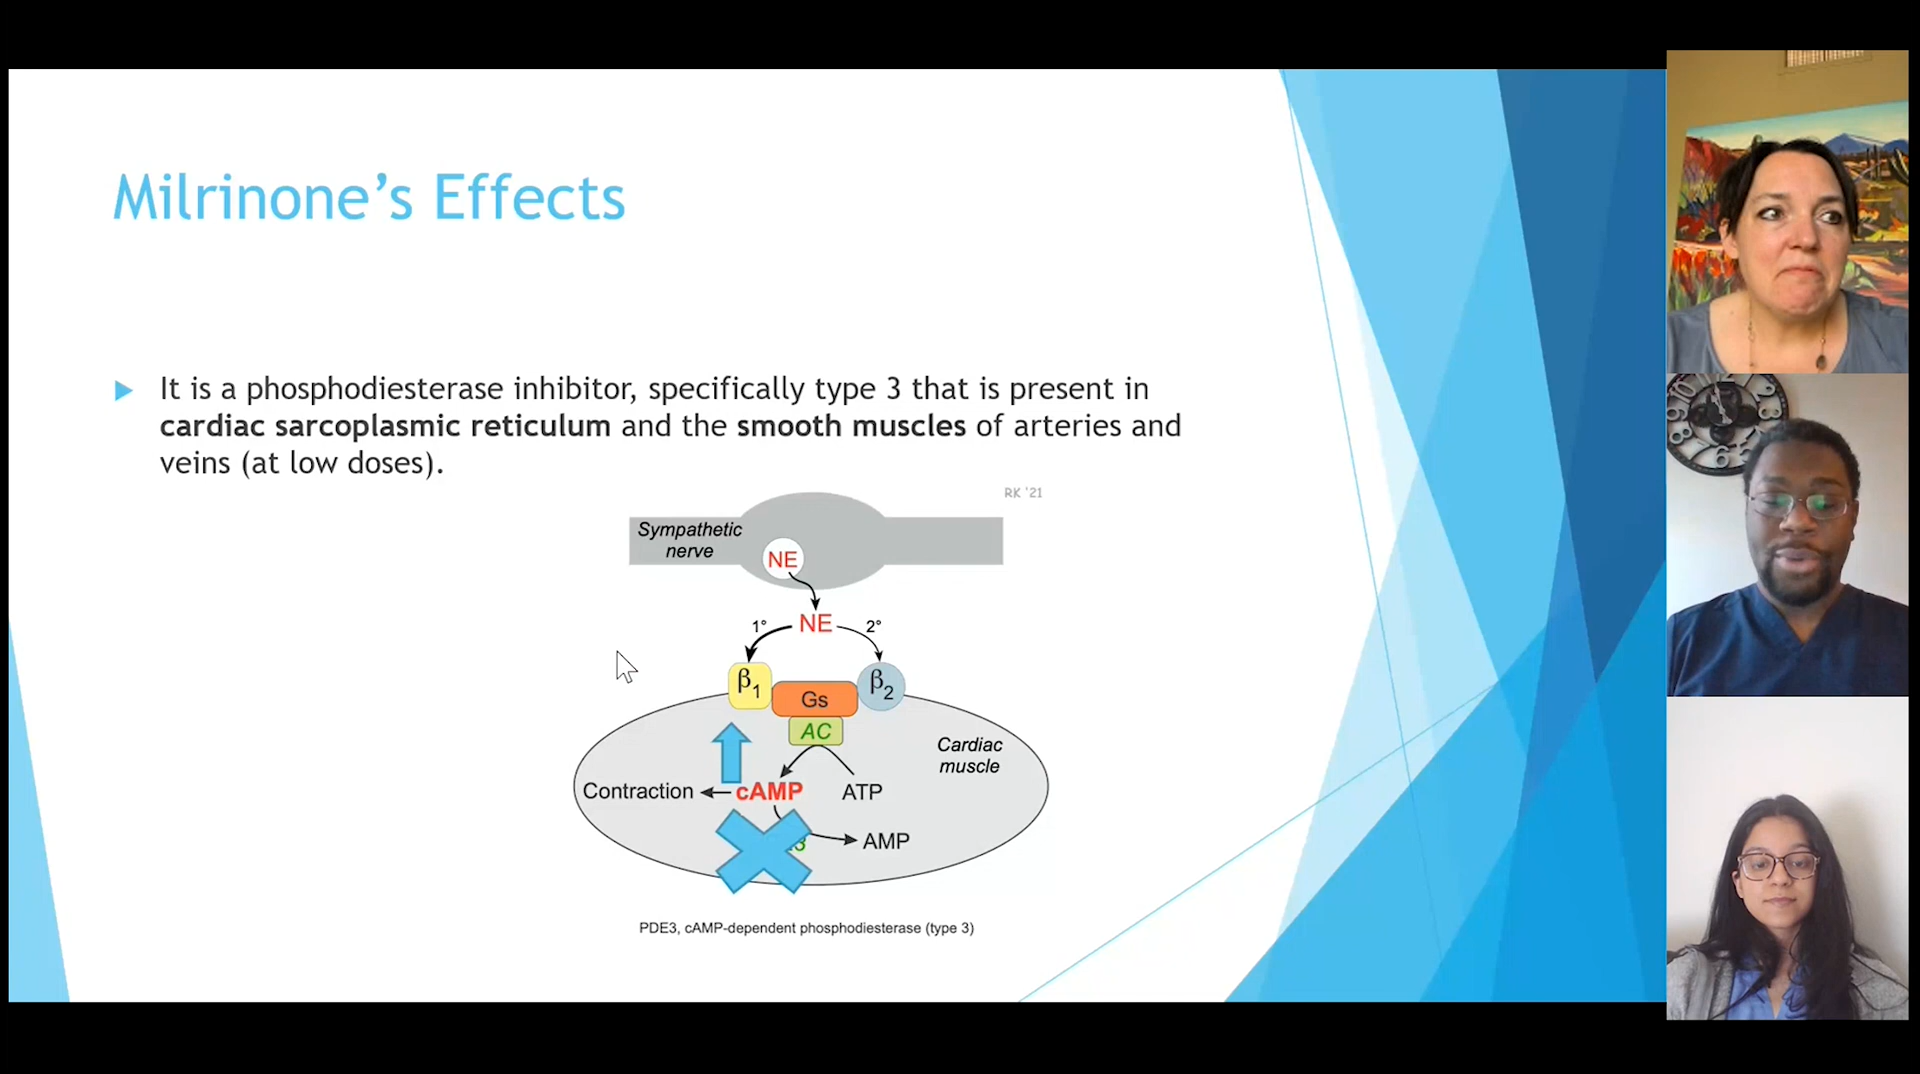 Milrinone's Effects
It is a phosphodiesterase inhibitor, specifically type 3 that is present in
cardiac sarcoplasmic reticulum and the smooth muscles of arteries and
veins (at low doses).
RK '21
Sympathetic
nerve
NE
1° NE 2°
β1
β2
Gs
AC
Cardiac
muscle
Contraction
cAMP
ATP
3
AMP
PDE3, cAMP-dependent phosphodiesterase (type 3)